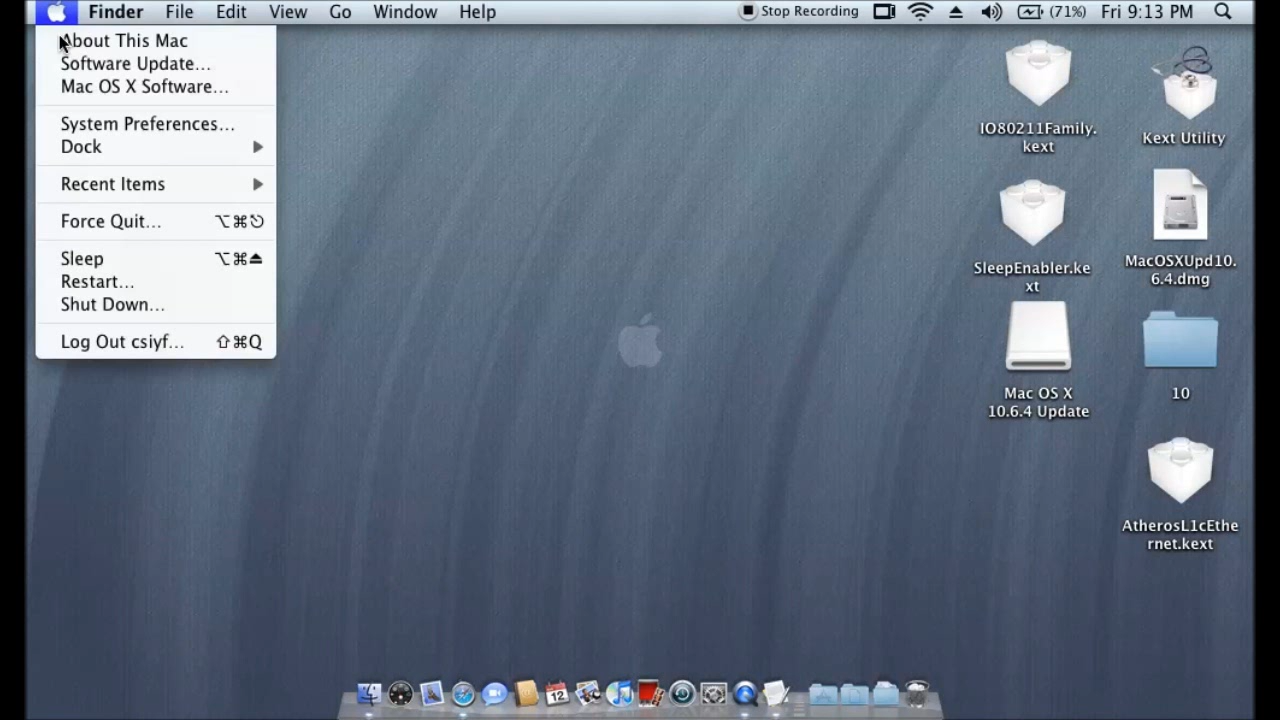 Finder File Edit View Go Window Help Stop Recording (71%) Fri 9:13 PM
About This Mac
Software Update...
Mac OS X Software...
System Preferences...
Dock
Recent Items
Force Quit... ⌥⌘⎋
Sleep ⌥⌘⏏
Restart...
Shut Down...
Log Out csiyf... ⇧⌘Q
IO80211Family.
kext
Kext Utility
SleepEnabler.ke
xt
MacOSXUpd10.
6.4.dmg
Mac OS X
10.6.4 Update
10
AtherosL1cEthe
rnet.kext
12